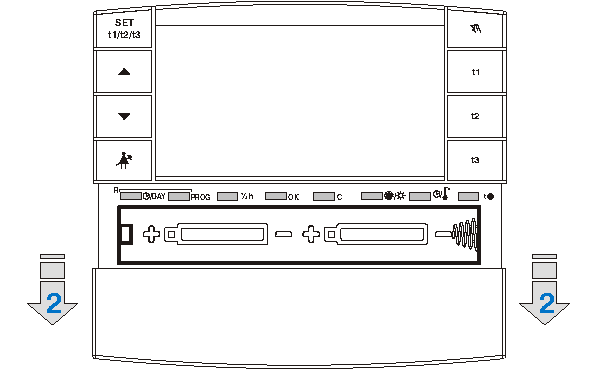 SET
t1/t2/t3
t1
t2
t3
R
/DAY PROG ½ h OK C / / t
2 2